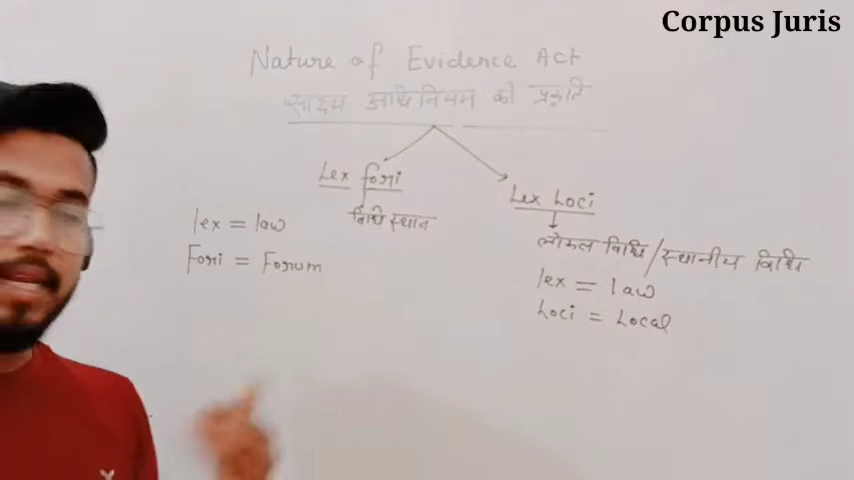 Corpus Juris
Nature of Evidence Act
साक्ष्य अधिनियम की प्रकृति
Lex fori
Lex Loci
विधि स्थान
lex = law
Fori = Forum
लोकल विधि/स्थानीय विधि
lex = law
Loci = Local